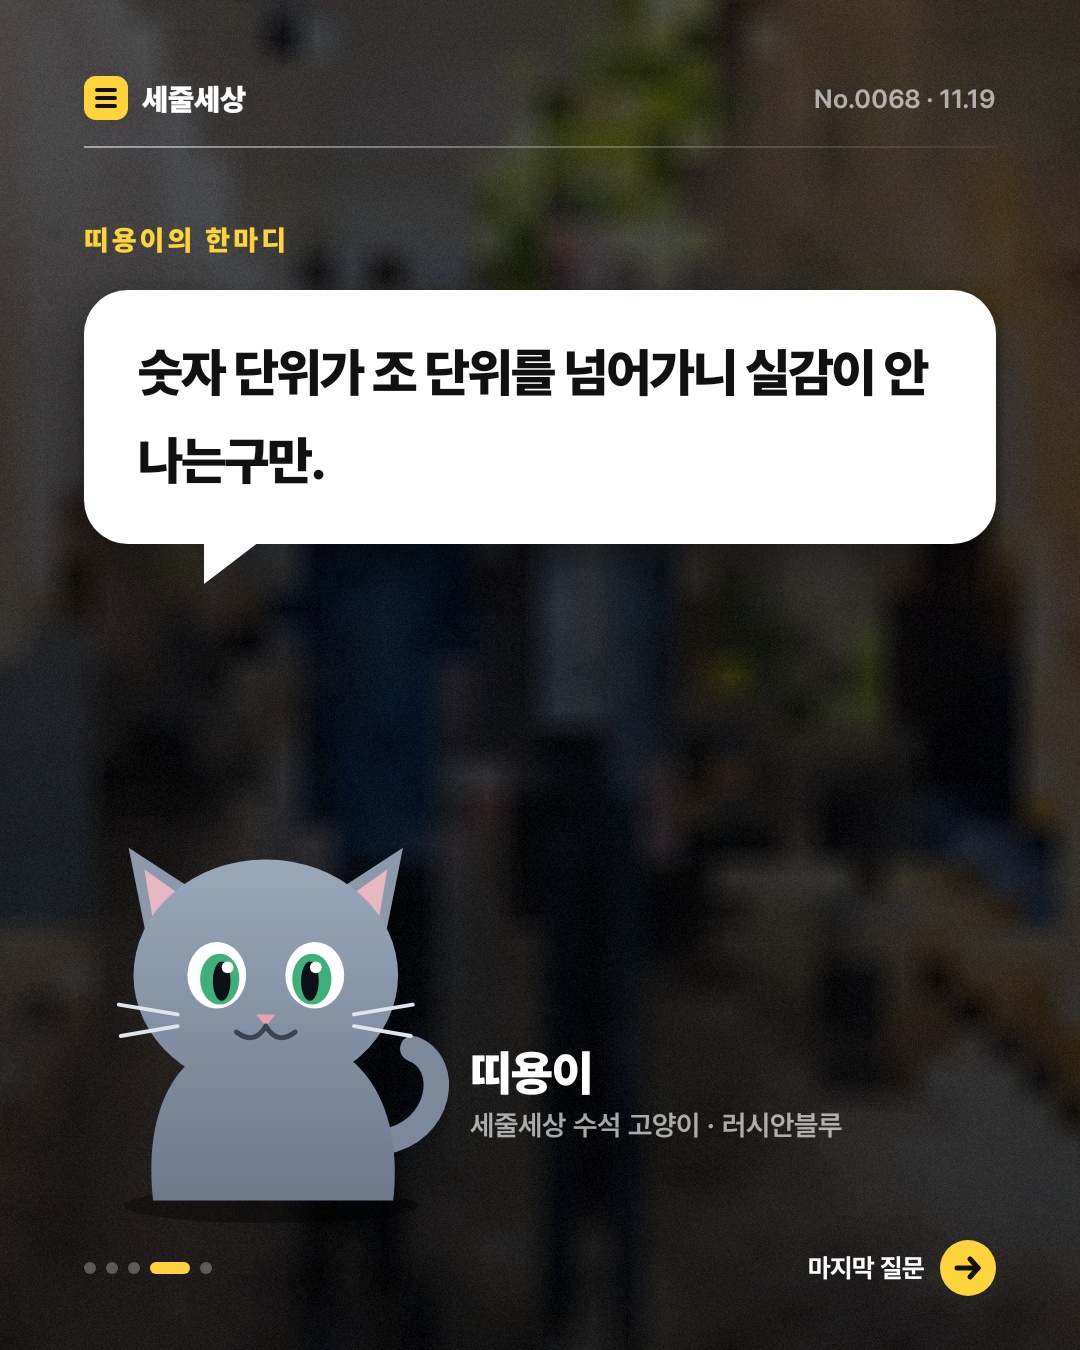 세줄세상
No.0068 · 11.19
띠용이의 한마디
숫자 단위가 조 단위를 넘어가니 실감이 안
나는구만.
띠용이
세줄세상 수석 고양이 · 러시안블루
마지막 질문